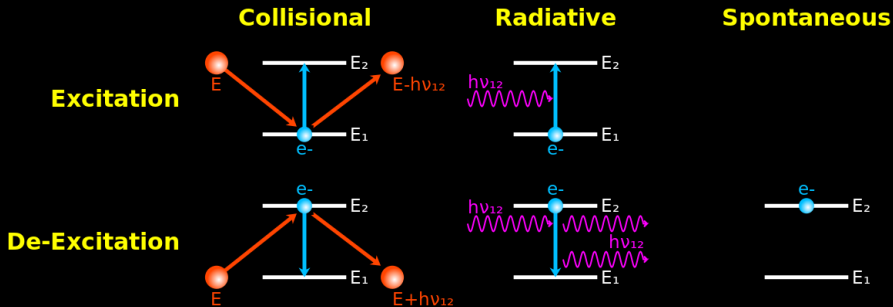 Collisional Radiative Spontaneous
E₂ E₂
E E-hν₁₂ hν₁₂
Excitation
E₁ E₁
e- e-
e- e- e-
E₂ hν₁₂ E₂ E₂
De-Excitation hν₁₂
E₁ E₁ E₁
E E+hν₁₂